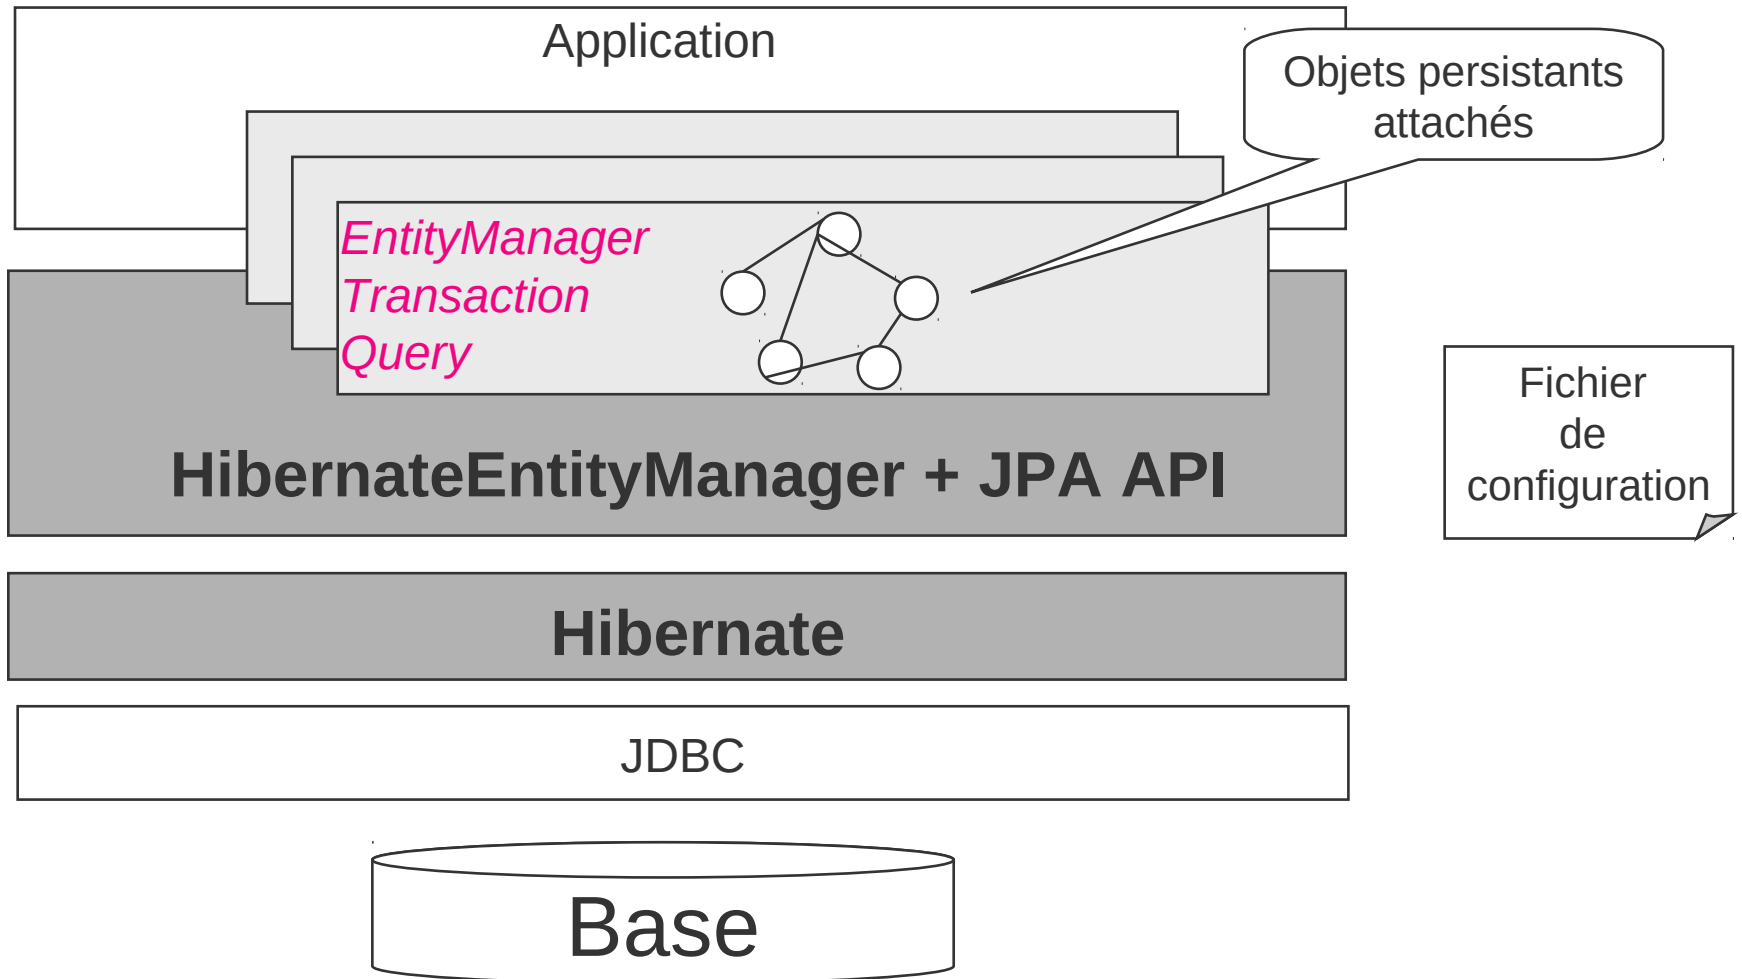 Application
Objets persistants
attachés
EntityManager
Transaction
Query
HibernateEntityManager + JPA API
Fichier
de
configuration
Hibernate
JDBC
Base